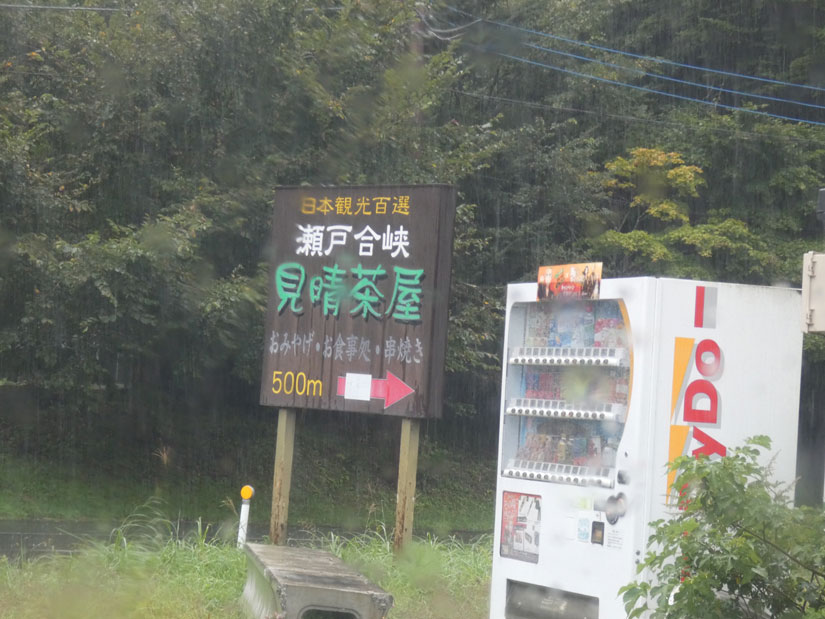 日本観光百選
瀬戸合峡
見晴茶屋
おみやげ・お食事処・串焼き
500m
DyDo